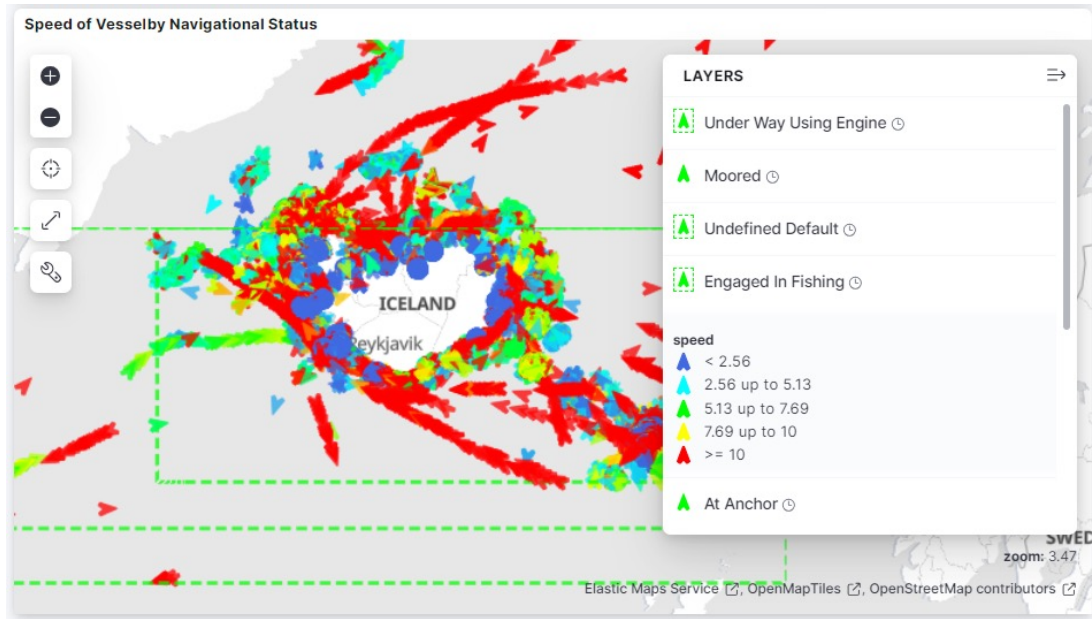 Speed of Vesselby Navigational Status
LAYERS
Under Way Using Engine
Moored
Undefined Default
Engaged In Fishing
speed
< 2.56
2.56 up to 5.13
5.13 up to 7.69
7.69 up to 10
>= 10
At Anchor
ICELAND
Reykjavik
SWED
zoom: 3.47
Elastic Maps Service, OpenMapTiles, OpenStreetMap contributors